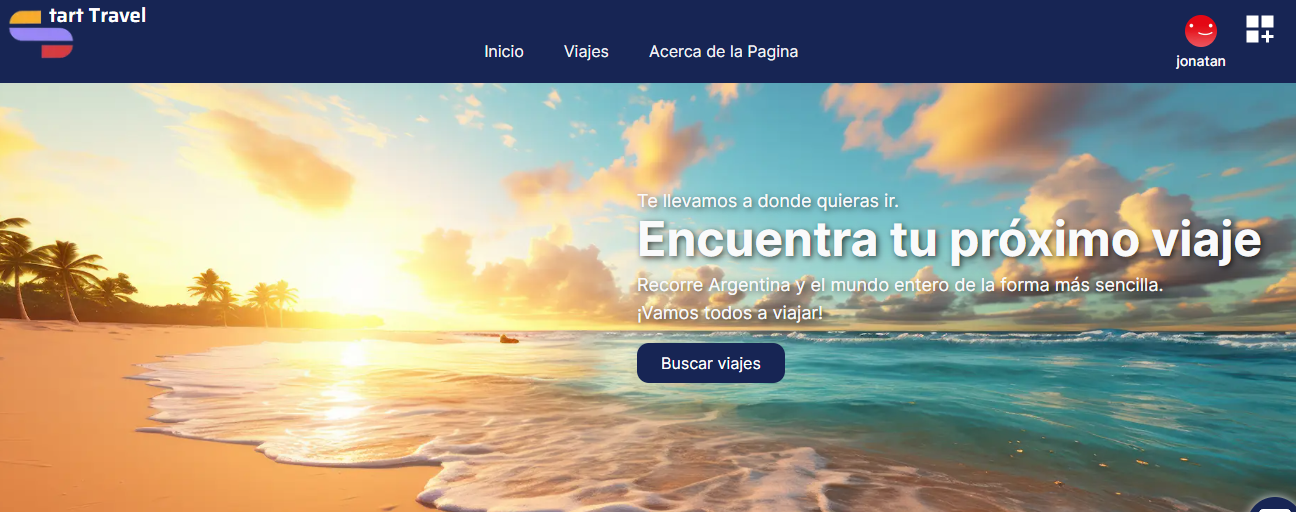 tart Travel
Inicio
Viajes
Acerca de la Pagina
jonatan
Te llevamos a donde quieras ir.
Encuentra tu próximo viaje
Recorre Argentina y el mundo entero de la forma más sencilla.
¡Vamos todos a viajar!
Buscar viajes